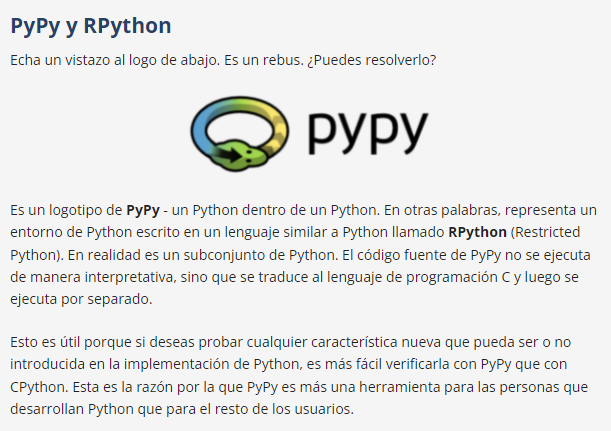 PyPy y RPython
Echa un vistazo al logo de abajo. Es un rebus. ¿Puedes resolverlo?
pypy
Es un logotipo de PyPy - un Python dentro de un Python. En otras palabras, representa un
entorno de Python escrito en un lenguaje similar a Python llamado RPython (Restricted
Python). En realidad es un subconjunto de Python. El código fuente de PyPy no se ejecuta
de manera interpretativa, sino que se traduce al lenguaje de programación C y luego se
ejecuta por separado.
Esto es útil porque si deseas probar cualquier característica nueva que pueda ser o no
introducida en la implementación de Python, es más fácil verificarla con PyPy que con
CPython. Esta es la razón por la que PyPy es más una herramienta para las personas que
desarrollan Python que para el resto de los usuarios.